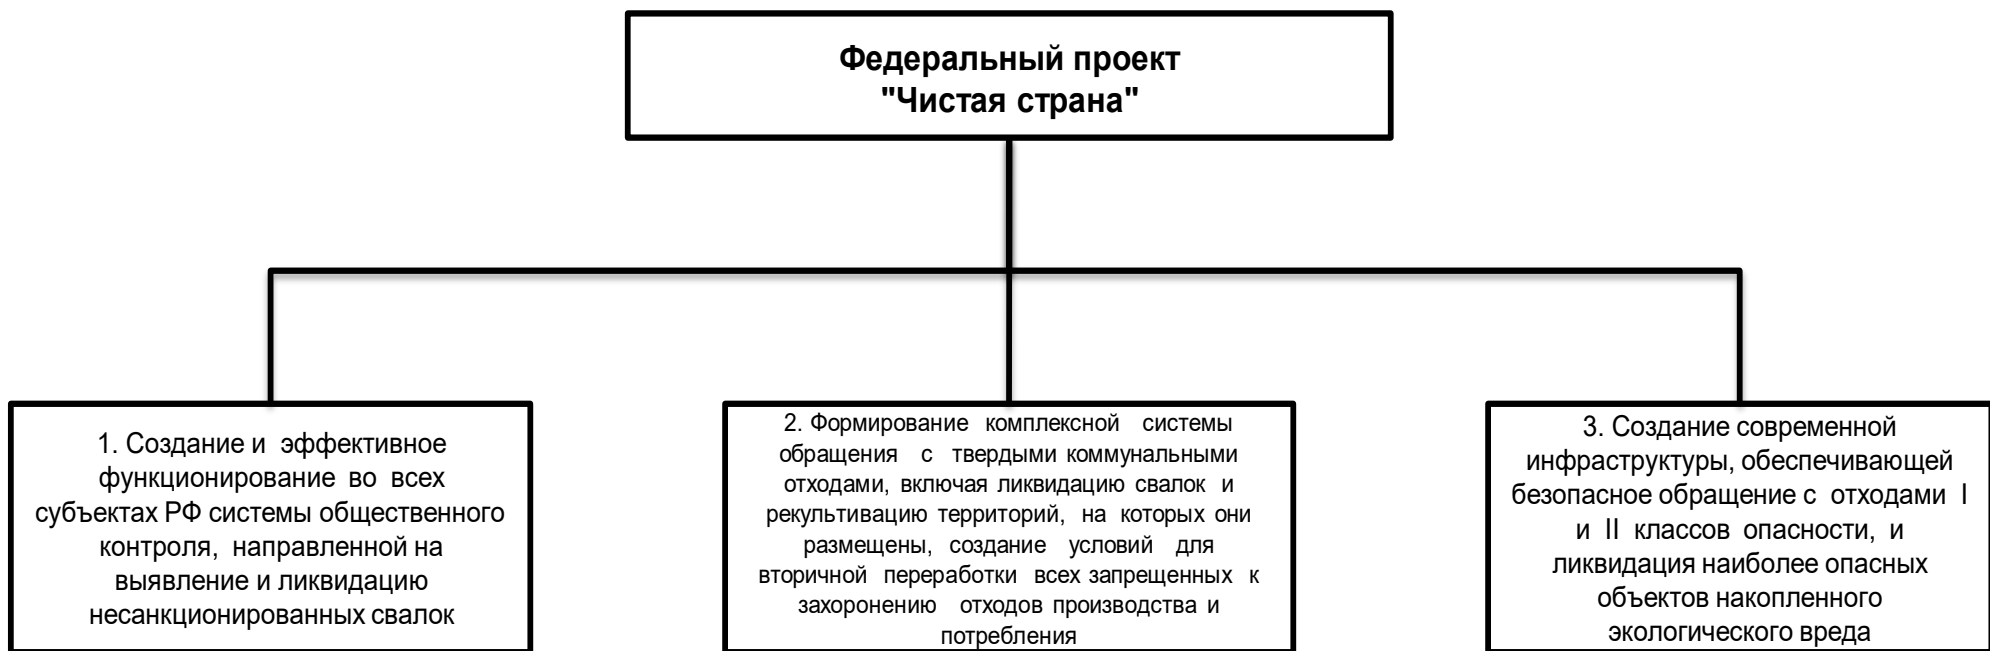 Федеральный проект
"Чистая страна"
1. Создание и эффективное
функционирование во всех
субъектах РФ системы общественного
контроля, направленной на
выявление и ликвидацию
несанкционированных свалок
2. Формирование комплексной системы
обращения с твердыми коммунальными
отходами, включая ликвидацию свалок и
рекультивацию территорий, на которых они
размещены, создание условий для
вторичной переработки всех запрещенных к
захоронению отходов производства и
потребления
3. Создание современной
инфраструктуры, обеспечивающей
безопасное обращение с отходами I
и II классов опасности, и
ликвидация наиболее опасных
объектов накопленного
экологического вреда